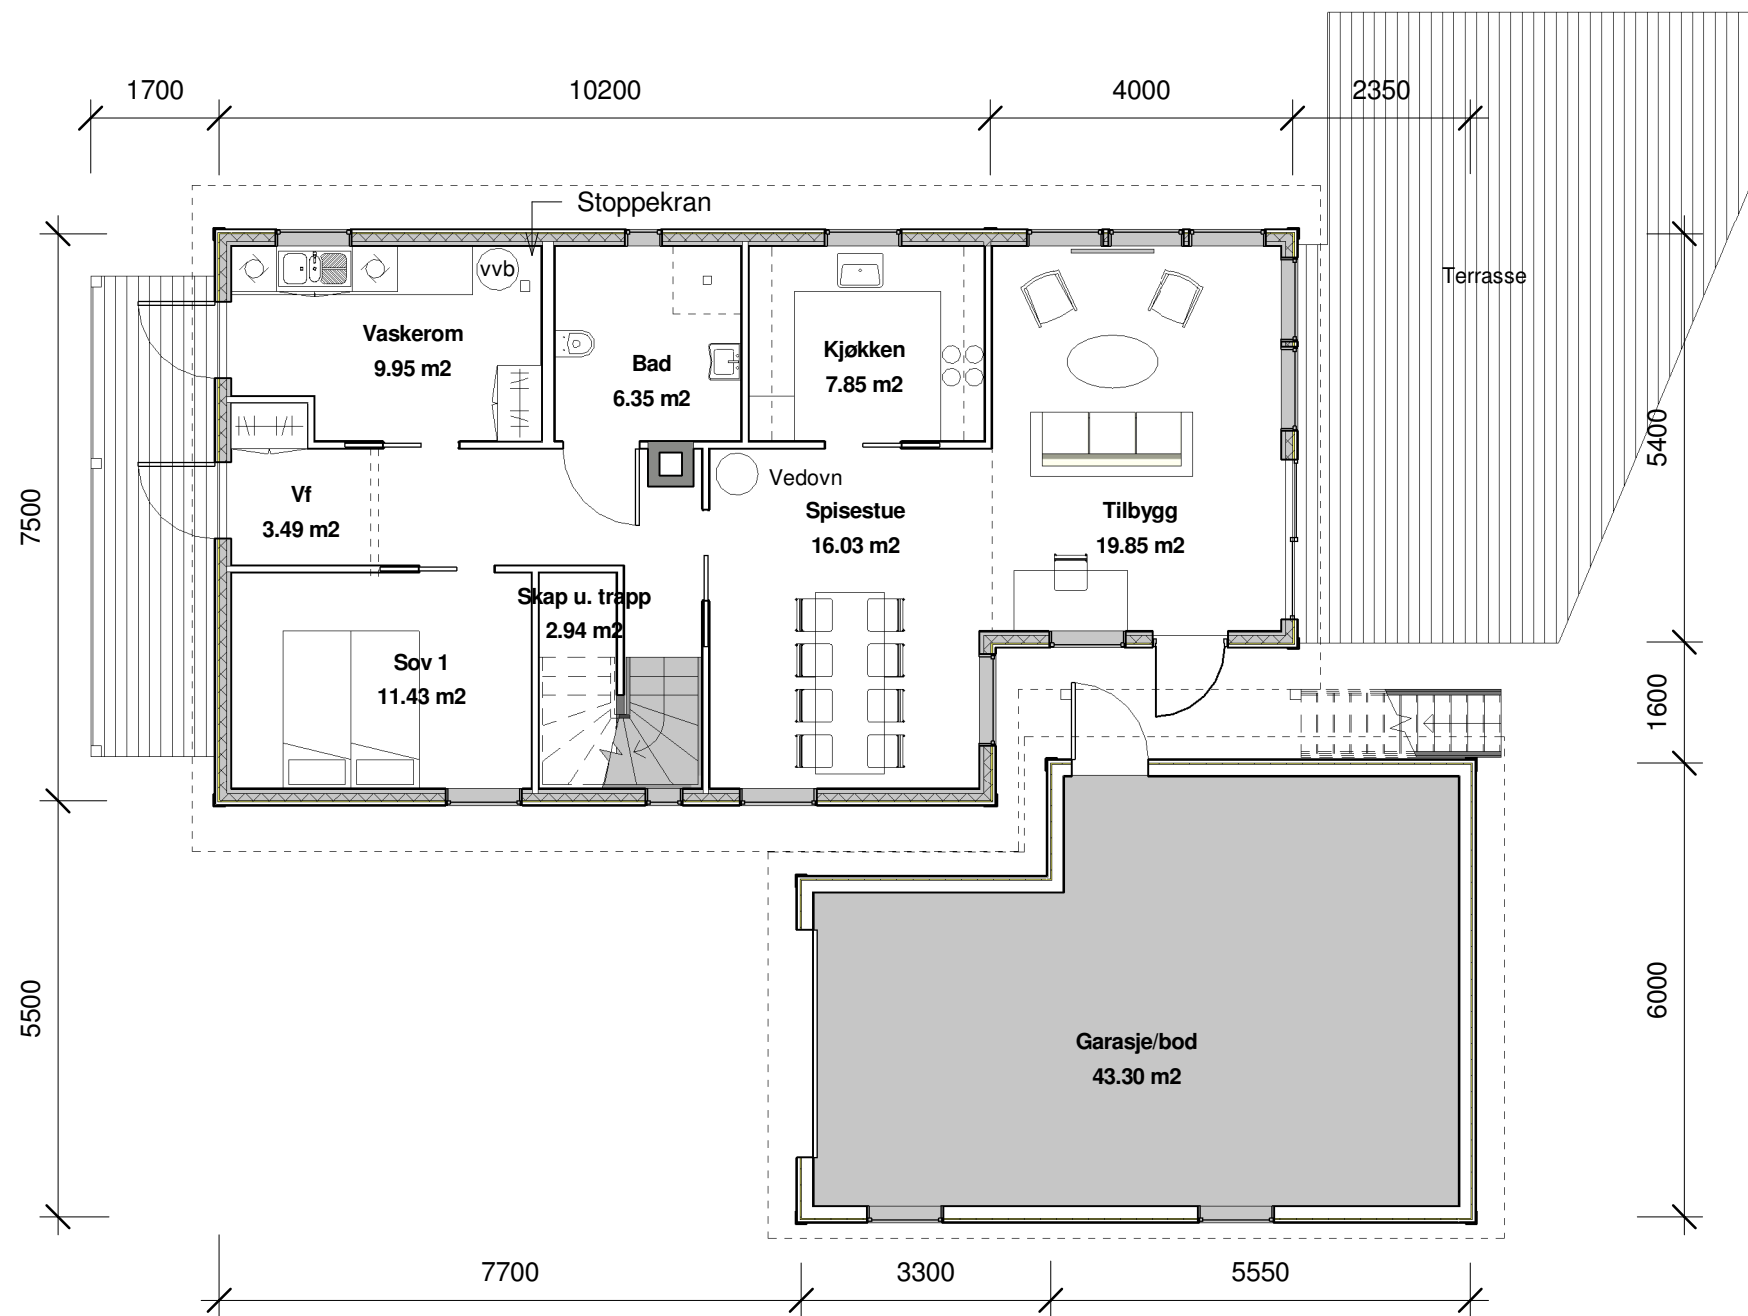 1700
10200
4000
2350
Stoppekran
vvb
Terrasse
Vaskerom
9.95 m2
Bad
6.35 m2
Kjøkken
7.85 m2
5400
7500
Vf
3.49 m2
Vedovn
Spisestue
16.03 m2
Tilbygg
19.85 m2
Skap u. trapp
2.94 m2
Sov 1
11.43 m2
1600
5500
6000
Garasje/bod
43.30 m2
7700
3300
5550